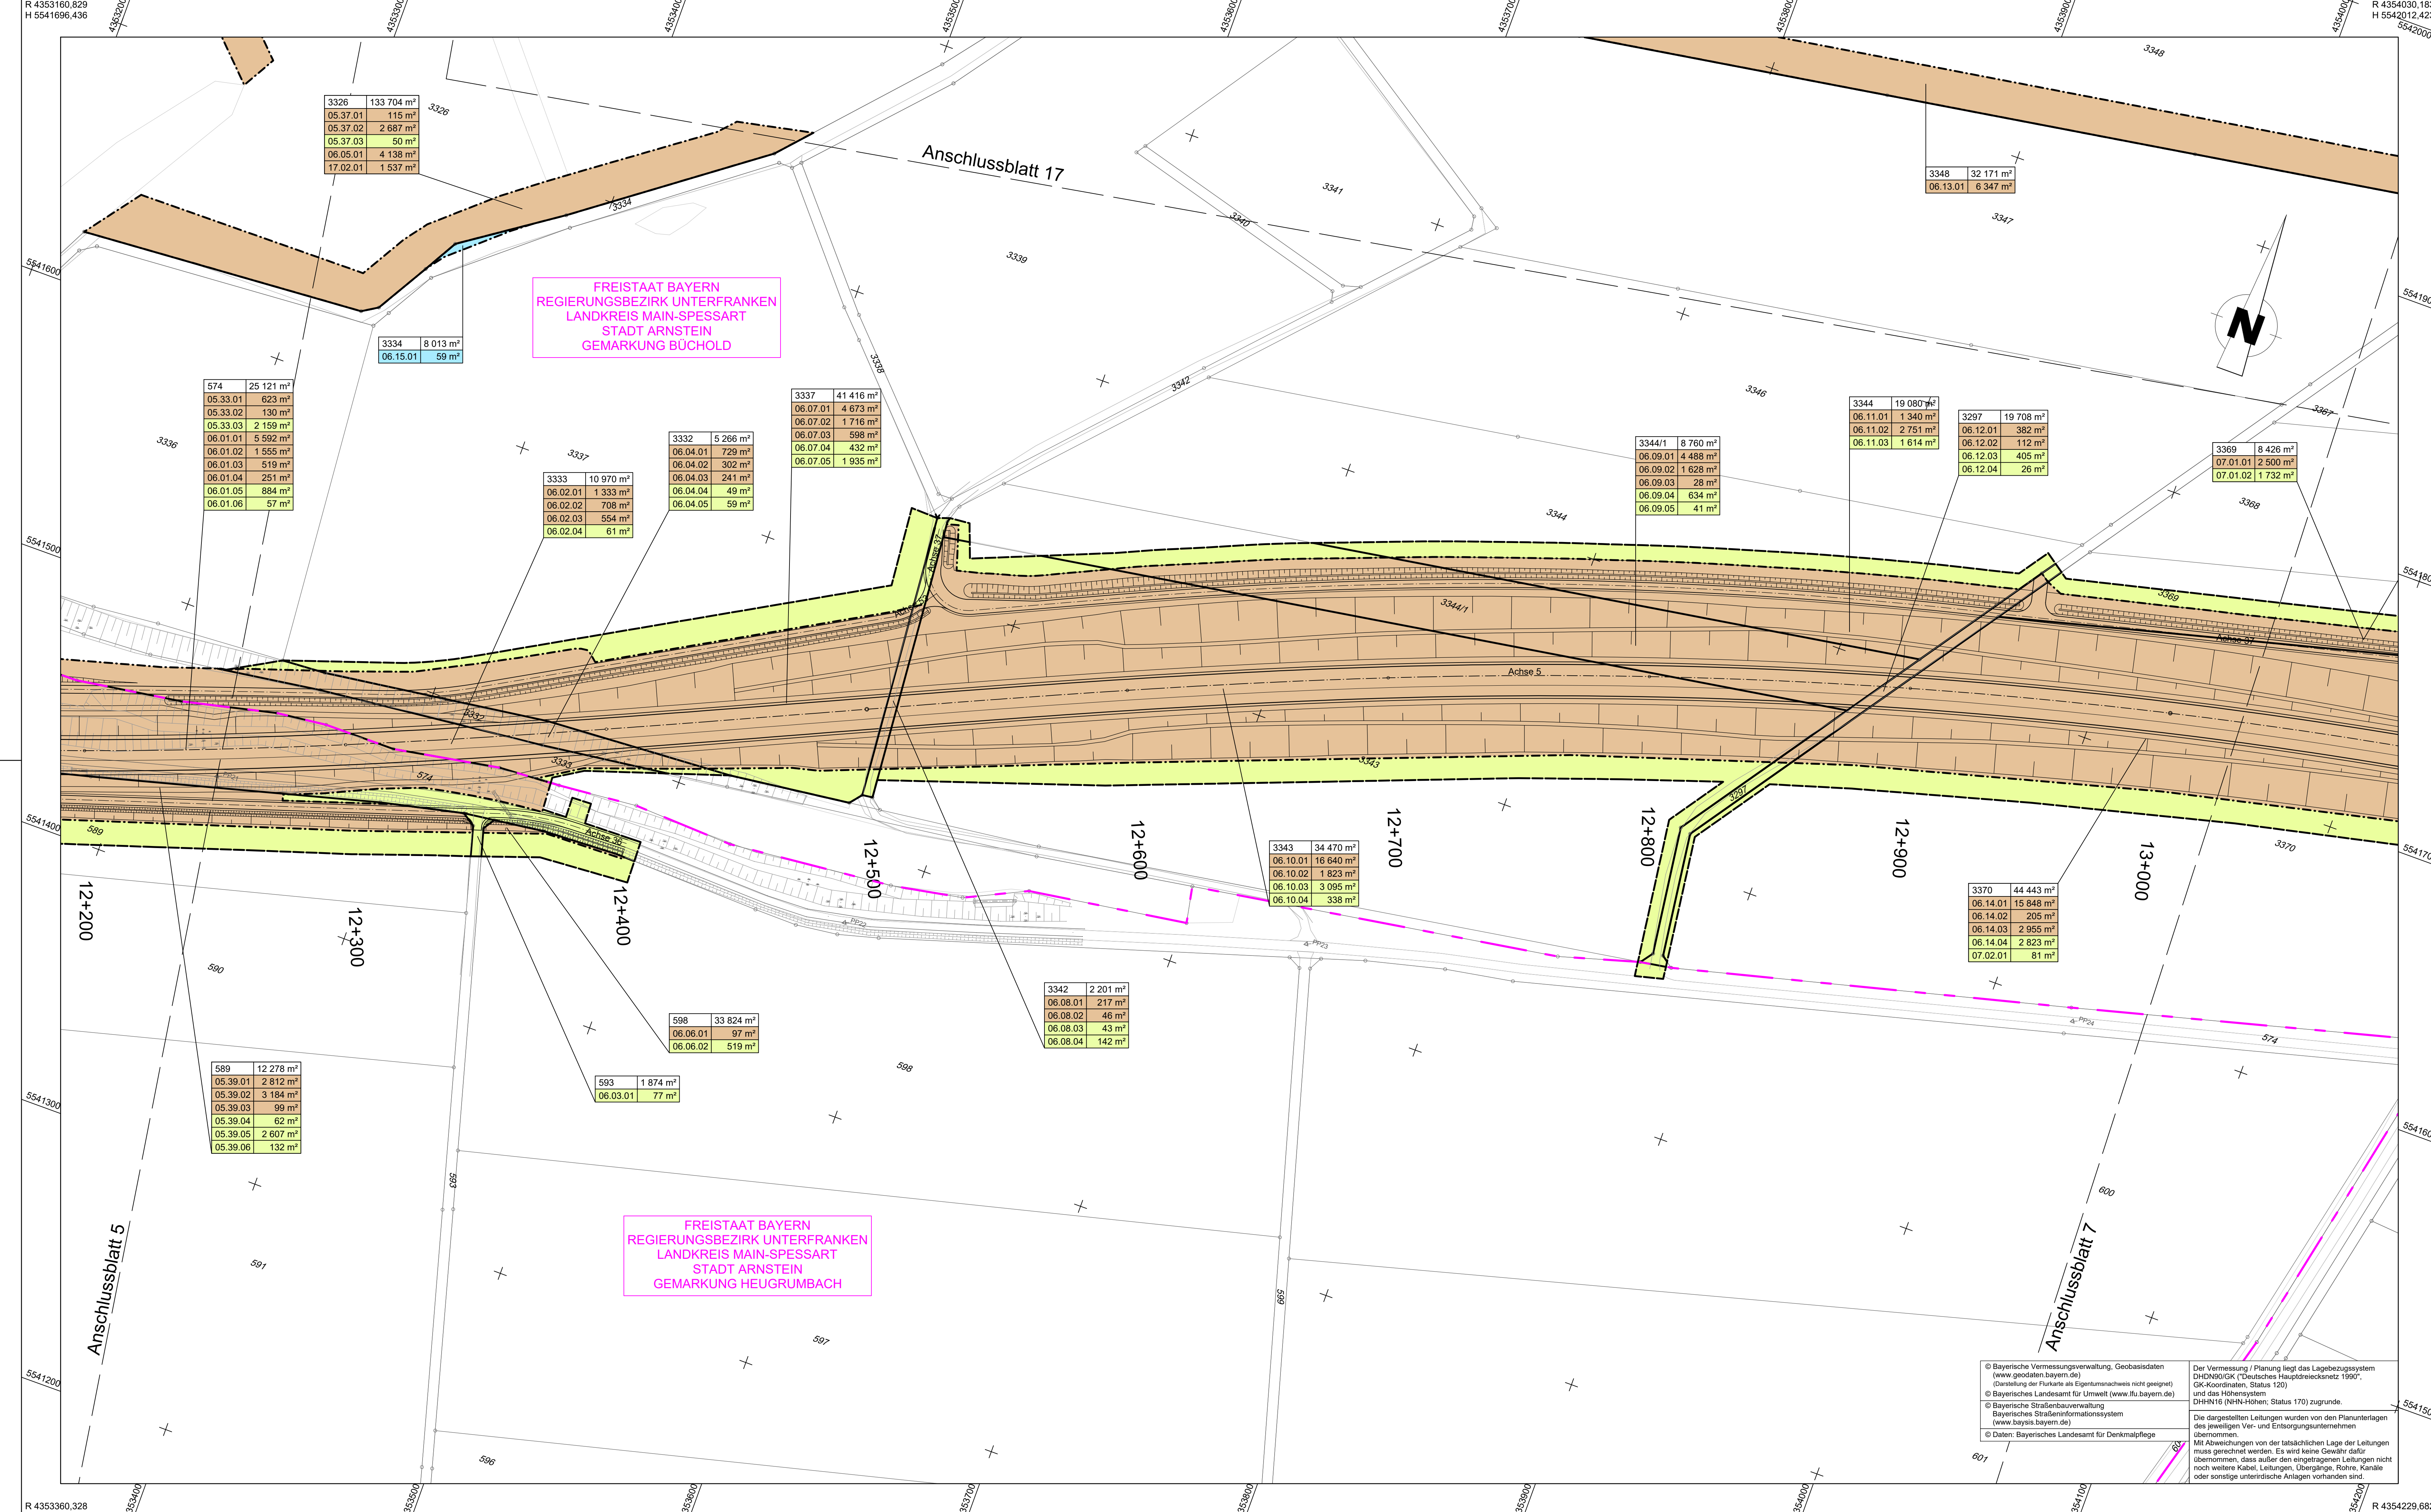 R 4353160,829
H 5541696,436
4353200
4353300
4353400
4353500
4353600
4353700
4353800
4353900
4354000
R 4354030,182
H 5542012,423
5542000
3348
3326 133 704 m²
05.37.01 115 m²
05.37.02 2 687 m²
05.37.03 50 m²
06.05.01 4 138 m²
17.02.01 1 537 m²
3326
Anschlussblatt 17
3341
3340
3348 32 171 m²
06.13.01 6 347 m²
3347
3334
3339
5541600
FREISTAAT BAYERN
REGIERUNGSBEZIRK UNTERFRANKEN
LANDKREIS MAIN-SPESSART
STADT ARNSTEIN
GEMARKUNG BÜCHOLD
N
3334 8 013 m²
06.15.01 59 m²
3338
3342
3346
3367
574 25 121 m²
05.33.01 623 m²
05.33.02 130 m²
05.33.03 2 159 m²
06.01.01 5 592 m²
06.01.02 1 555 m²
06.01.03 519 m²
06.01.04 251 m²
06.01.05 884 m²
06.01.06 57 m²
3337 41 416 m²
06.07.01 4 673 m²
06.07.02 1 716 m²
06.07.03 598 m²
06.07.04 432 m²
06.07.05 1 935 m²
3344 19 080 m²
06.11.01 1 340 m²
06.11.02 2 751 m²
06.11.03 1 614 m²
3297 19 708 m²
06.12.01 382 m²
06.12.02 112 m²
06.12.03 405 m²
06.12.04 26 m²
3336
3337
3332 5 266 m²
06.04.01 729 m²
06.04.02 302 m²
06.04.03 241 m²
06.04.04 49 m²
06.04.05 59 m²
3344/1 8 760 m²
06.09.01 4 488 m²
06.09.02 1 628 m²
06.09.03 28 m²
06.09.04 634 m²
06.09.05 41 m²
3369 8 426 m²
07.01.01 2 500 m²
07.01.02 1 732 m²
3333 10 970 m²
06.02.01 1 333 m²
06.02.02 708 m²
06.02.03 554 m²
06.02.04 61 m²
3368
3344
5541500
Achse 37
3344/1
3369
Achse 37
Achse 5
3332
3333
574
PP21
3343
3297
5541400
589
Achse 36
3370
12+200
12+300
12+400
12+500
12+600
12+700
12+800
12+900
13+000
3343 34 470 m²
06.10.01 16 640 m²
06.10.02 1 823 m²
06.10.03 3 095 m²
06.10.04 338 m²
3370 44 443 m²
06.14.01 15 848 m²
06.14.02 205 m²
06.14.03 2 955 m²
06.14.04 2 823 m²
07.02.01 81 m²
PP22
PP23
590
3342 2 201 m²
06.08.01 217 m²
06.08.02 46 m²
06.08.03 43 m²
06.08.04 142 m²
598 33 824 m²
06.06.01 97 m²
06.06.02 519 m²
PP24
574
589 12 278 m²
05.39.01 2 812 m²
05.39.02 3 184 m²
05.39.03 99 m²
05.39.04 62 m²
05.39.05 2 607 m²
05.39.06 132 m²
593 1 874 m²
06.03.01 77 m²
598
5541300
593
600
FREISTAAT BAYERN
REGIERUNGSBEZIRK UNTERFRANKEN
LANDKREIS MAIN-SPESSART
STADT ARNSTEIN
GEMARKUNG HEUGRUMBACH
Anschlussblatt 5
591
599
Anschlussblatt 7
597
5541200
596
601
© Bayerische Vermessungsverwaltung, Geobasisdaten
(www.geodaten.bayern.de)
(Darstellung der Flurkarte als Eigentumsnachweis nicht geeignet)
© Bayerisches Landesamt für Umwelt (www.lfu.bayern.de)
© Bayerische Straßenbauverwaltung
Bayerisches Straßeninformationssystem
(www.baysis.bayern.de)
© Daten: Bayerisches Landesamt für Denkmalpflege
Der Vermessung / Planung liegt das Lagebezugssystem
DHDN90/GK ("Deutsches Hauptdreiecksnetz 1990",
GK-Koordinaten, Status 120)
und das Höhensystem
DHHN16 (NHN-Höhen; Status 170) zugrunde.
Die dargestellten Leitungen wurden von den Planunterlagen
des jeweiligen Ver- und Entsorgungsunternehmen
übernommen.
Mit Abweichungen von der tatsächlichen Lage der Leitungen
muss gerechnet werden. Es wird keine Gewähr dafür
übernommen, dass außer den eingetragenen Leitungen nicht
noch weitere Kabel, Leitungen, Übergänge, Rohre, Kanäle
oder sonstige unterirdische Anlagen vorhanden sind.
R 4353360,328